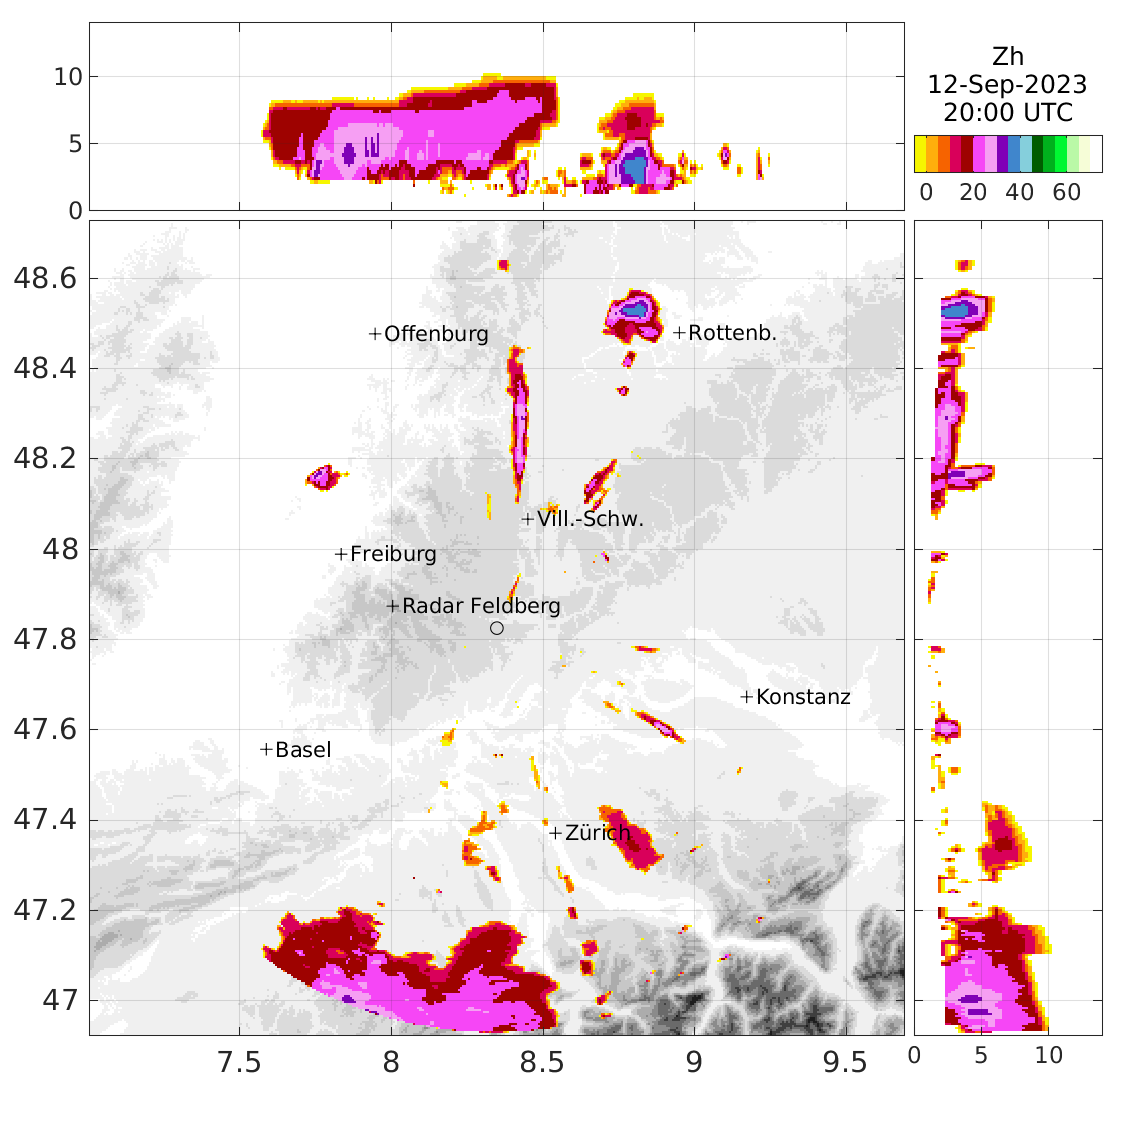 Zh
12-Sep-2023
20:00 UTC
0 20 40 60
10
5
0
48.6
48.4
48.2
48
47.8
47.6
47.4
47.2
47
+Offenburg
+Rottenb.
+Vill.-Schw.
+Freiburg
+Radar Feldberg
+Konstanz
+Basel
+Zürich
7.5 8 8.5 9 9.5
0 5 10